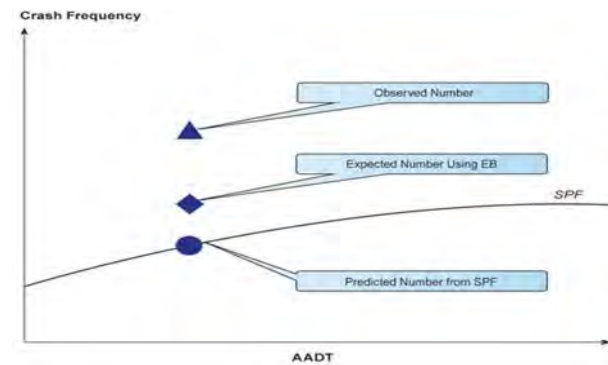 Crash Frequency
Observed Number
Expected Number Using EB
SPF
Predicted Number from SPF
AADT